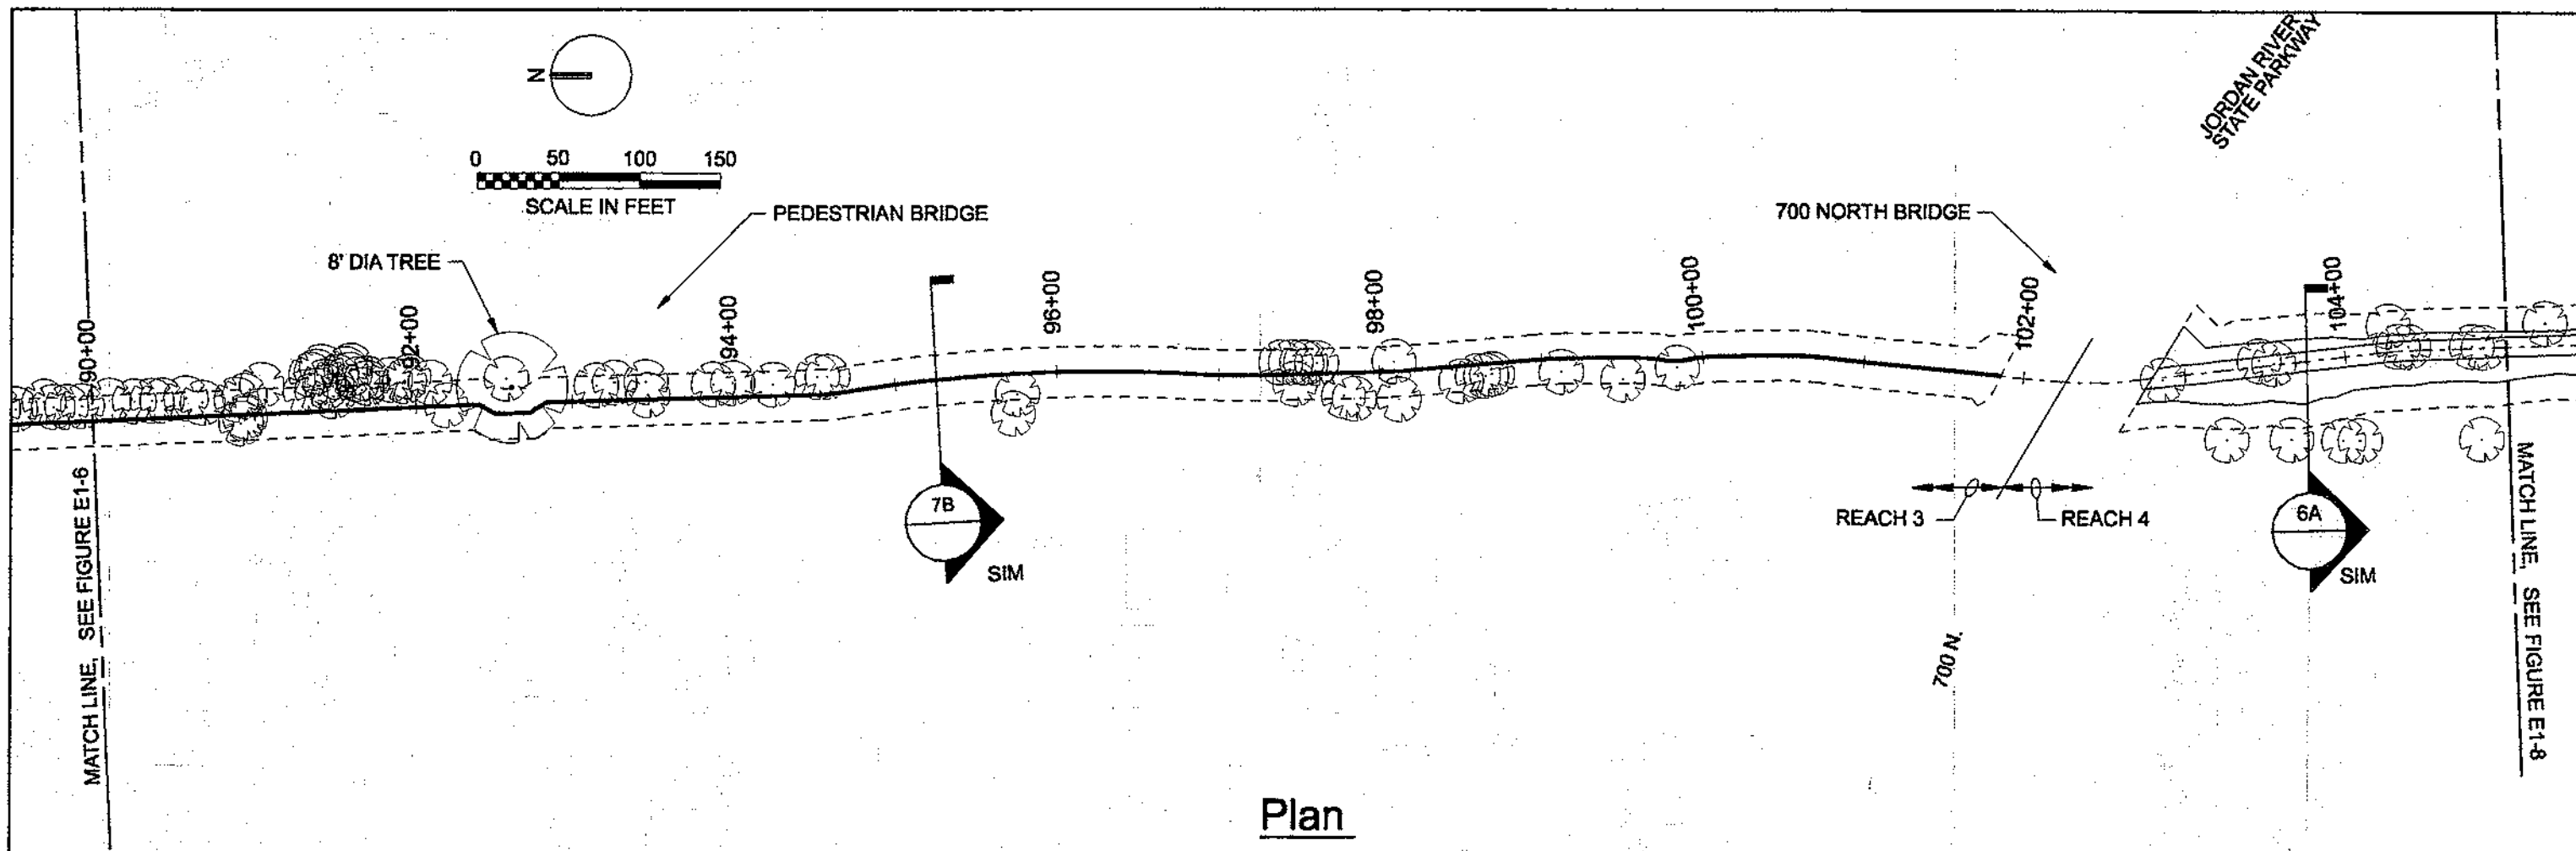 JORDAN RIVER
STATE PARKWAY
N
0 50 100 150
SCALE IN FEET
PEDESTRIAN BRIDGE
700 NORTH BRIDGE
8' DIA TREE
90+00
92+00
94+00
96+00
98+00
100+00
102+00
104+00
MATCH LINE, SEE FIGURE E1-6
7B
SIM
REACH 3
REACH 4
700 N.
6A
SIM
MATCH LINE, SEE FIGURE E1-8
Plan